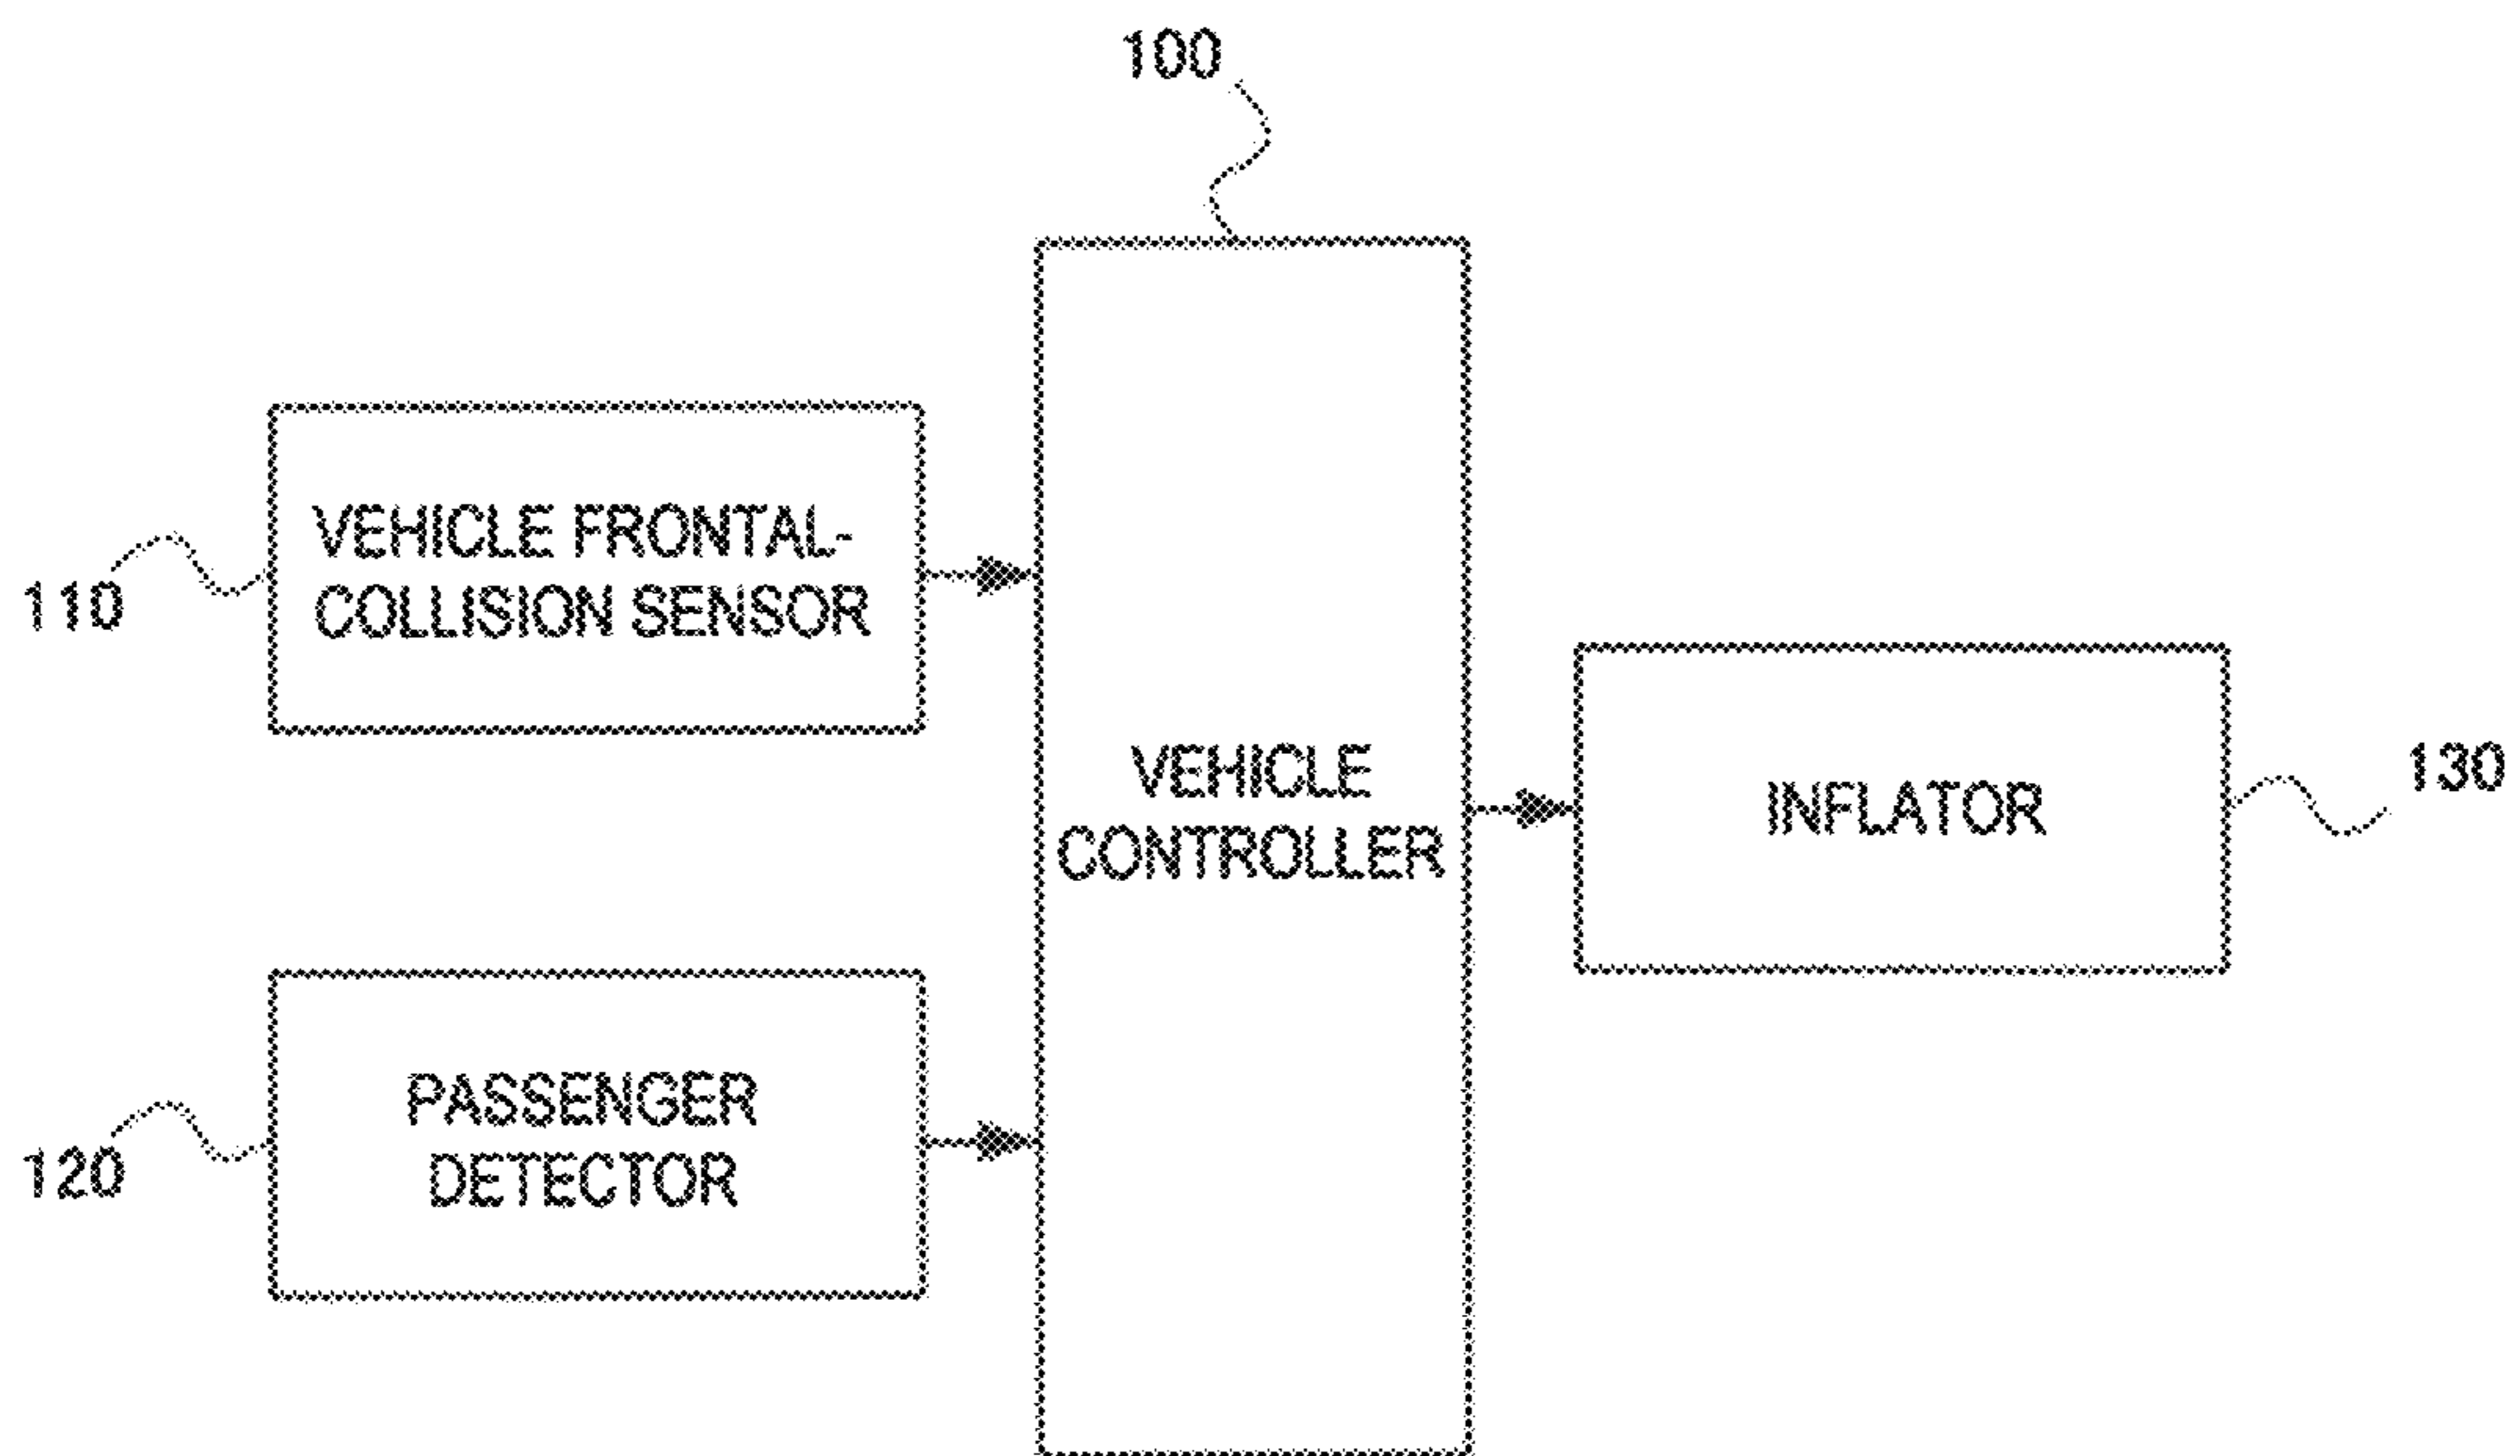 100
VEHICLE FRONTAL-
COLLISION SENSOR
110
VEHICLE
CONTROLLER
INFLATOR
130
PASSENGER
DETECTOR
120